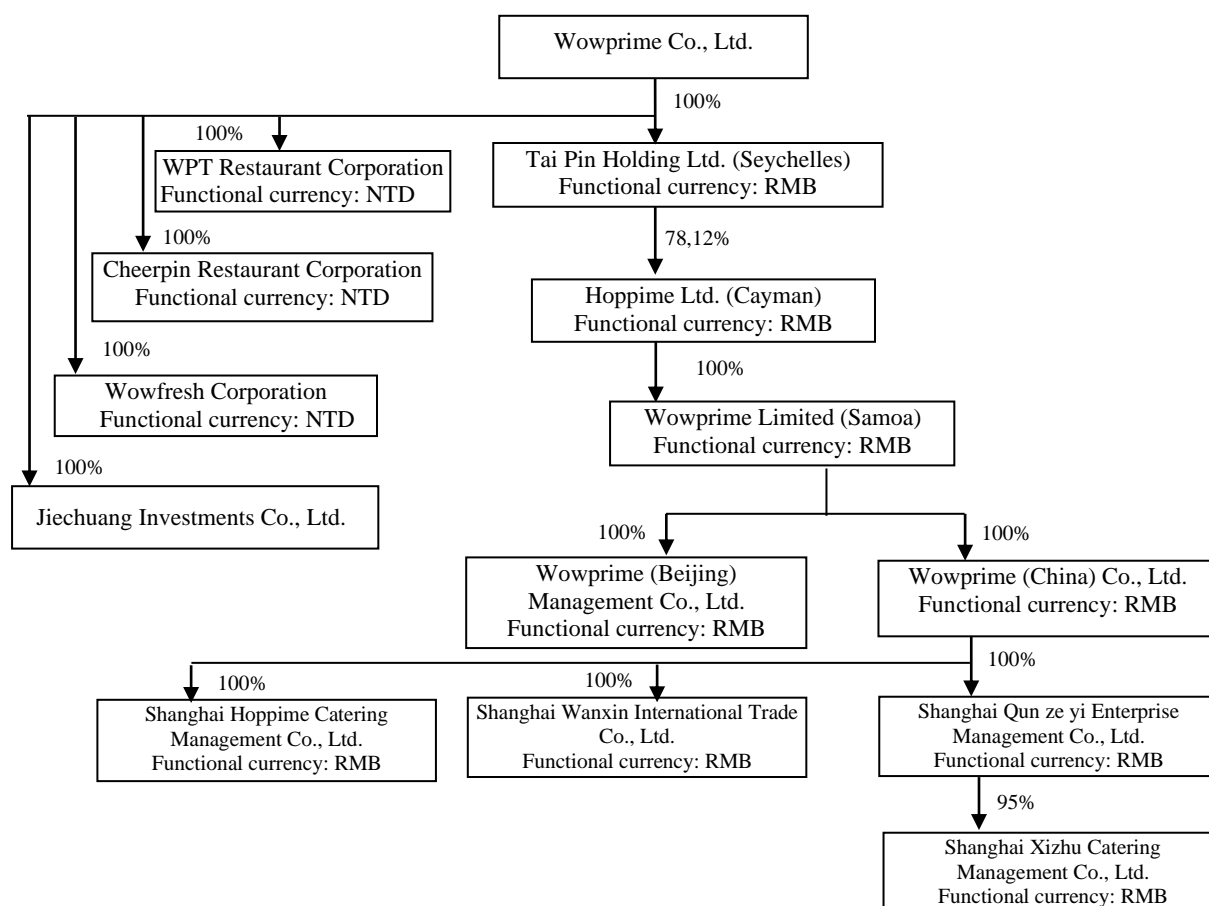 Wowprime Co., Ltd.
100%
100%
WPT Restaurant Corporation
Functional currency: NTD
Tai Pin Holding Ltd. (Seychelles)
Functional currency: RMB
100%
Cheerpin Restaurant Corporation
Functional currency: NTD
78,12%
Hoppime Ltd. (Cayman)
Functional currency: RMB
100%
Wowfresh Corporation
Functional currency: NTD
100%
Wowprime Limited (Samoa)
Functional currency: RMB
100%
Jiechuang Investments Co., Ltd.
100%
Wowprime (Beijing)
Management Co., Ltd.
Functional currency: RMB
100%
Wowprime (China) Co., Ltd.
Functional currency: RMB
100%
Shanghai Hoppime Catering
Management Co., Ltd.
Functional currency: RMB
100%
Shanghai Wanxin International Trade
Co., Ltd.
Functional currency: RMB
100%
Shanghai Qun ze yi Enterprise
Management Co., Ltd.
Functional currency: RMB
95%
Shanghai Xizhu Catering
Management Co., Ltd.
Functional currency: RMB